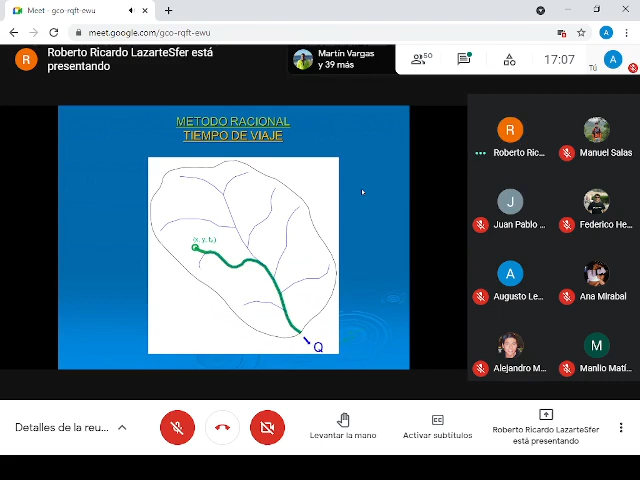 Meet - gco-rqft-ewu
meet.google.com/gco-rqft-ewu
A
R
Roberto Ricardo LazarteSfer está
presentando
Martín Vargas
y 39 más
50
17:07
Tú
A
METODO RACIONAL
TIEMPO DE VIAJE
Q
R
Roberto Ric...
Manuel Salas
J
Juan Pablo ...
Federico He...
A
Augusto Le...
Ana Mirabal
Alejandro M...
M
Manlio Matí...
Detalles de la reu...
Levantar la mano
Activar subtítulos
Roberto Ricardo LazarteSfer
está presentando